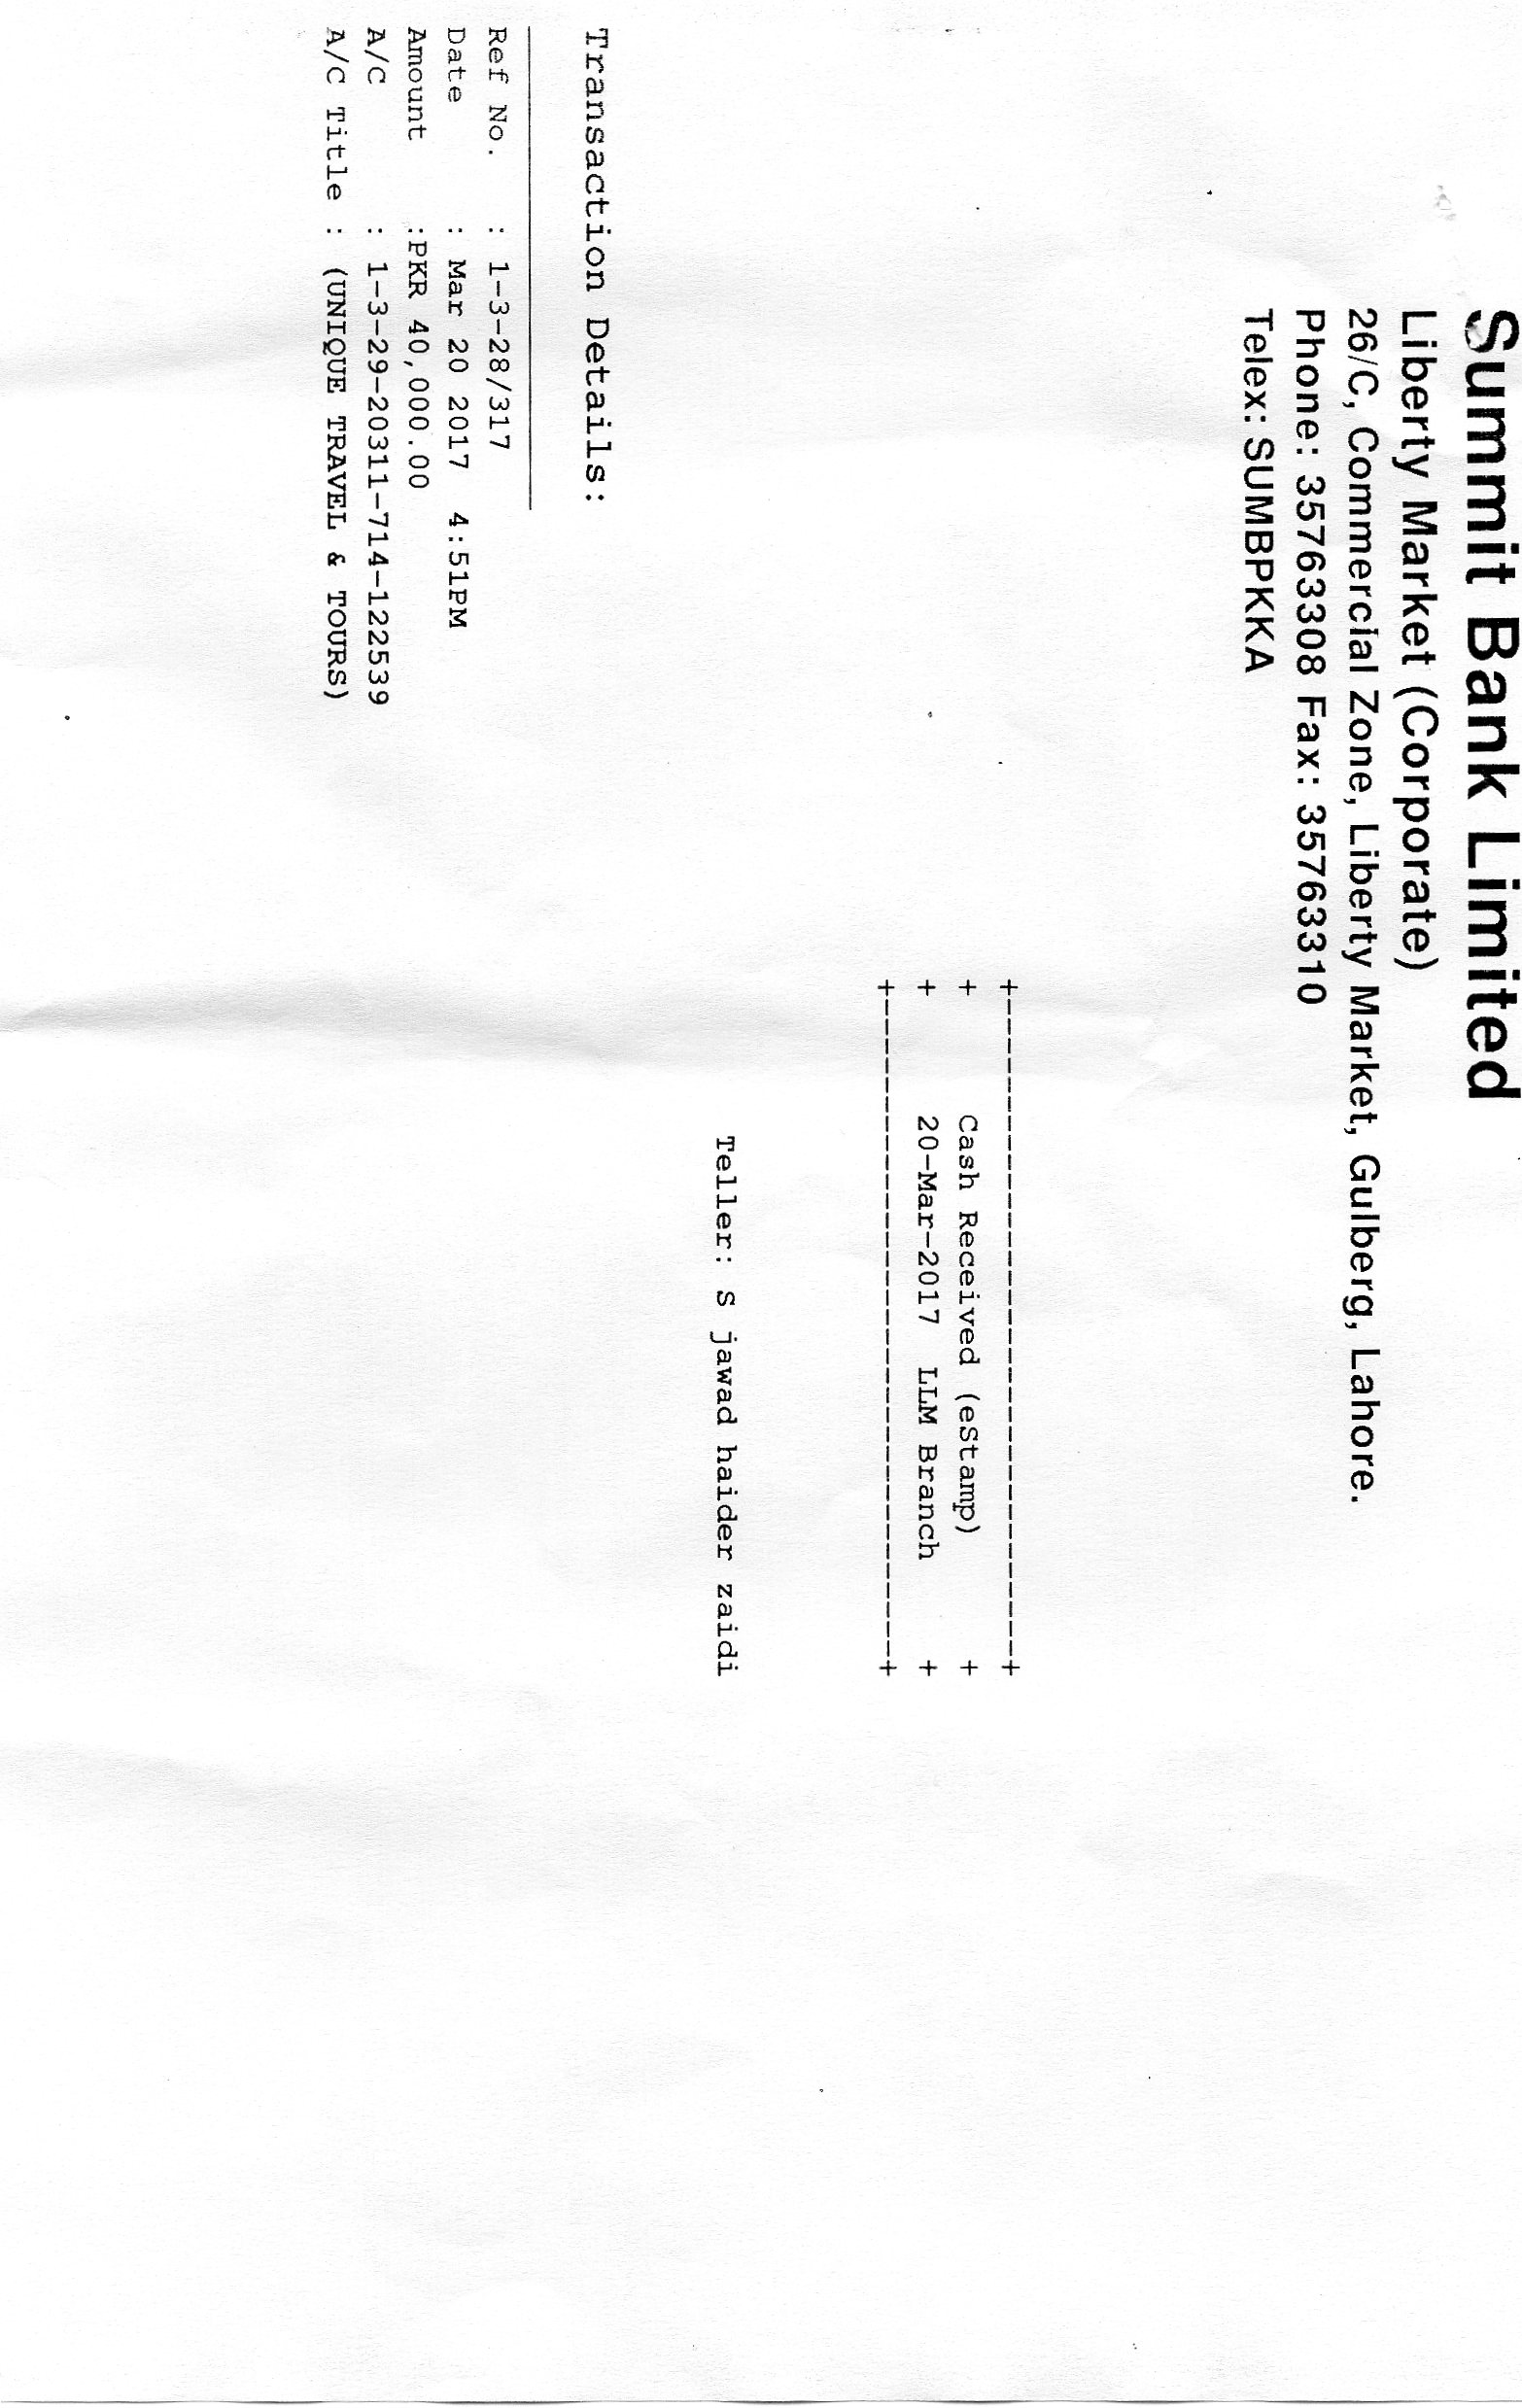 Summit Bank Limited
Liberty Market (Corporate)
26/C, Commercial Zone, Liberty Market, Gulberg, Lahore.
Phone: 35763308 Fax: 35763310
Telex: SUMBPKKA
+----------------------------------+
+ Cash Received (eStamp) +
+ 20-Mar-2017 LLM Branch +
+----------------------------------+
Teller: S jawad haider zaidi
Transaction Details:
Ref No. : 1-3-28/317
Date : Mar 20 2017 4:51PM
Amount :PKR 40,000.00
A/C : 1-3-29-20311-714-122539
A/C Title : (UNIQUE TRAVEL & TOURS)